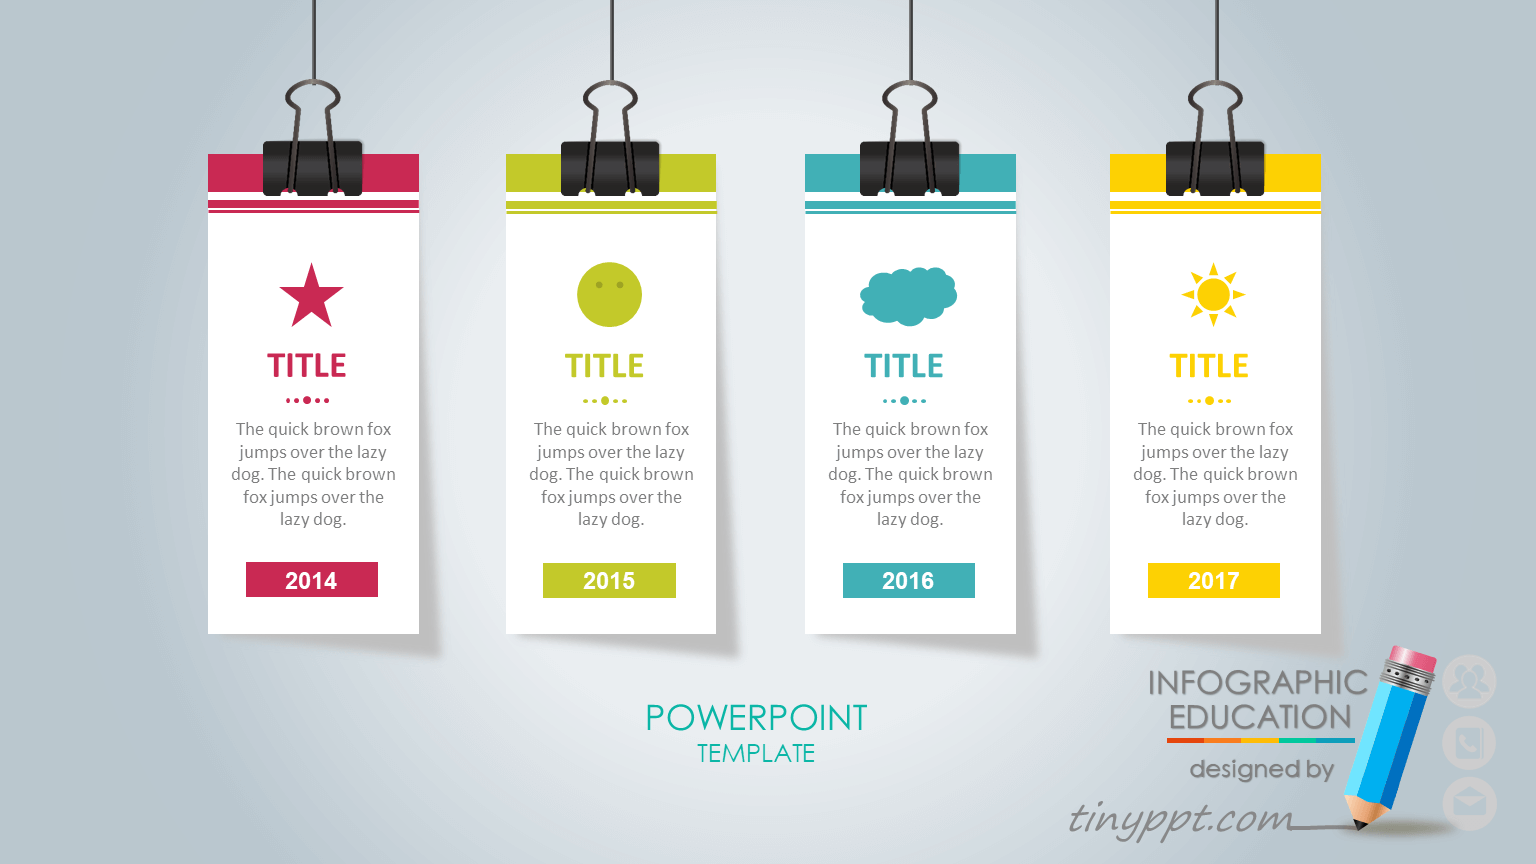 TITLE
The quick brown fox
jumps over the lazy
dog. The quick brown
fox jumps over the
lazy dog.
2014
TITLE
The quick brown fox
jumps over the lazy
dog. The quick brown
fox jumps over the
lazy dog.
2015
TITLE
The quick brown fox
jumps over the lazy
dog. The quick brown
fox jumps over the
lazy dog.
2016
TITLE
The quick brown fox
jumps over the lazy
dog. The quick brown
fox jumps over the
lazy dog.
2017
POWERPOINT
TEMPLATE
INFOGRAPHIC
EDUCATION
designed by
tinyppt.com